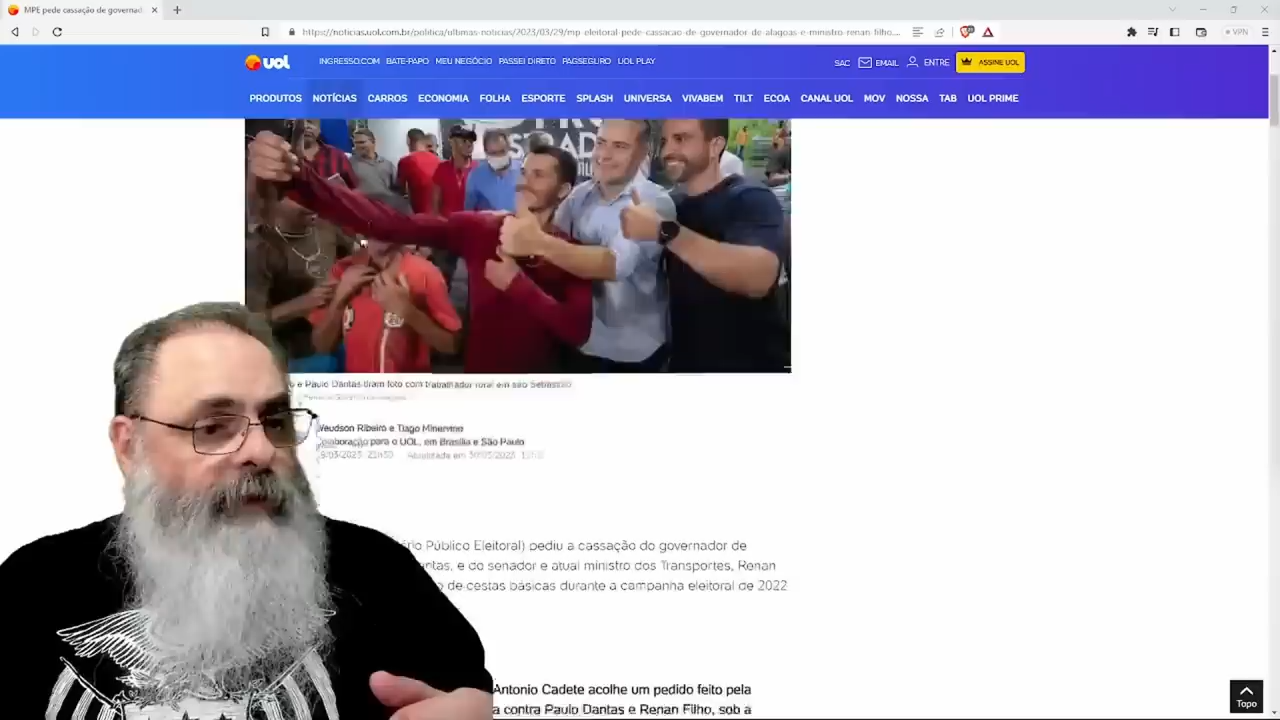 MPE pede cassação de governad
https://noticias.uol.com.br/politica/ultimas-noticias/2023/03/29/mp-eleitoral-pede-cassacao-de-governador-de-alagoas-e-ministro-renan-filho....
VPN
UOL
INGRESSO.COM BATE-PAPO MEU NEGÓCIO PASSEI DIRETO PAGSEGURO UOL PLAY
SAC EMAIL ENTRE ASSINE UOL
PRODUTOS NOTÍCIAS CARROS ECONOMIA FOLHA ESPORTE SPLASH UNIVERSA VIVABEM TILT ECOA CANAL UOL MOV NOSSA TAB UOL PRIME
e Paulo Dantas tiram foto com trabalhador rural em São Sebastião
Weudson Ribeiro e Tiago Minervino
colaboração para o UOL, em Brasília e São Paulo
Atualizada em
Público Eleitoral) pediu a cassação do governador de
e do senador e atual ministro dos Transportes, Renan
de cestas básicas durante a campanha eleitoral de 2022
Antonio Cadete acolhe um pedido feito pela
a contra Paulo Dantas e Renan Filho, sob a
Topo